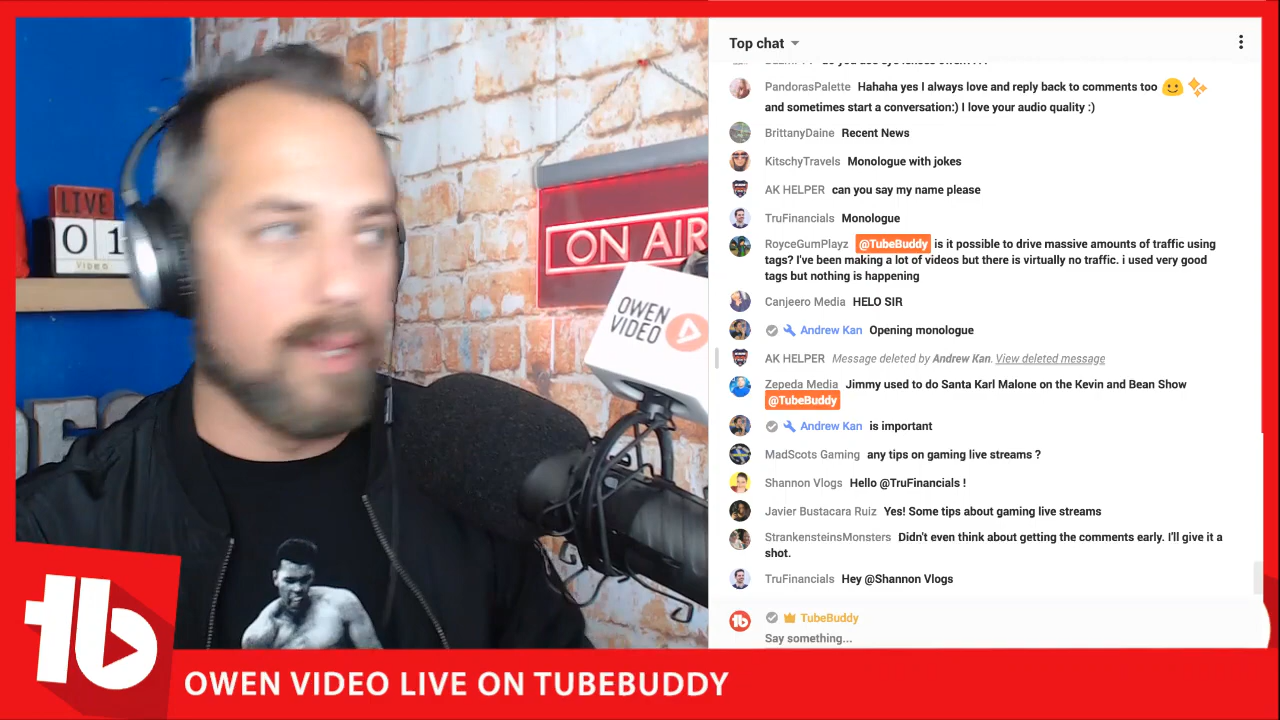 LIVE
0 1
VIDEO
ON AIR
OWEN
VIDEO
Top chat
PandorasPalette Hahaha yes I always love and reply back to comments too
and sometimes start a conversation:) I love your audio quality :)
BrittanyDaine Recent News
KitschyTravels Monologue with jokes
AK HELPER can you say my name please
TruFinancials Monologue
RoyceGumPlayz @TubeBuddy is it possible to drive massive amounts of traffic using
tags? I've been making a lot of videos but there is virtually no traffic. i used very good
tags but nothing is happening
Canjeero Media HELO SIR
Andrew Kan Opening monologue
AK HELPER Message deleted by Andrew Kan. View deleted message
Zepeda Media Jimmy used to do Santa Karl Malone on the Kevin and Bean Show
@TubeBuddy
Andrew Kan is important
MadScots Gaming any tips on gaming live streams ?
Shannon Vlogs Hello @TruFinancials !
Javier Bustacara Ruiz Yes! Some tips about gaming live streams
StrankensteinsMonsters Didn't even think about getting the comments early. I'll give it a
shot.
TruFinancials Hey @Shannon Vlogs
TubeBuddy
Say something...
tb
OWEN VIDEO LIVE ON TUBEBUDDY